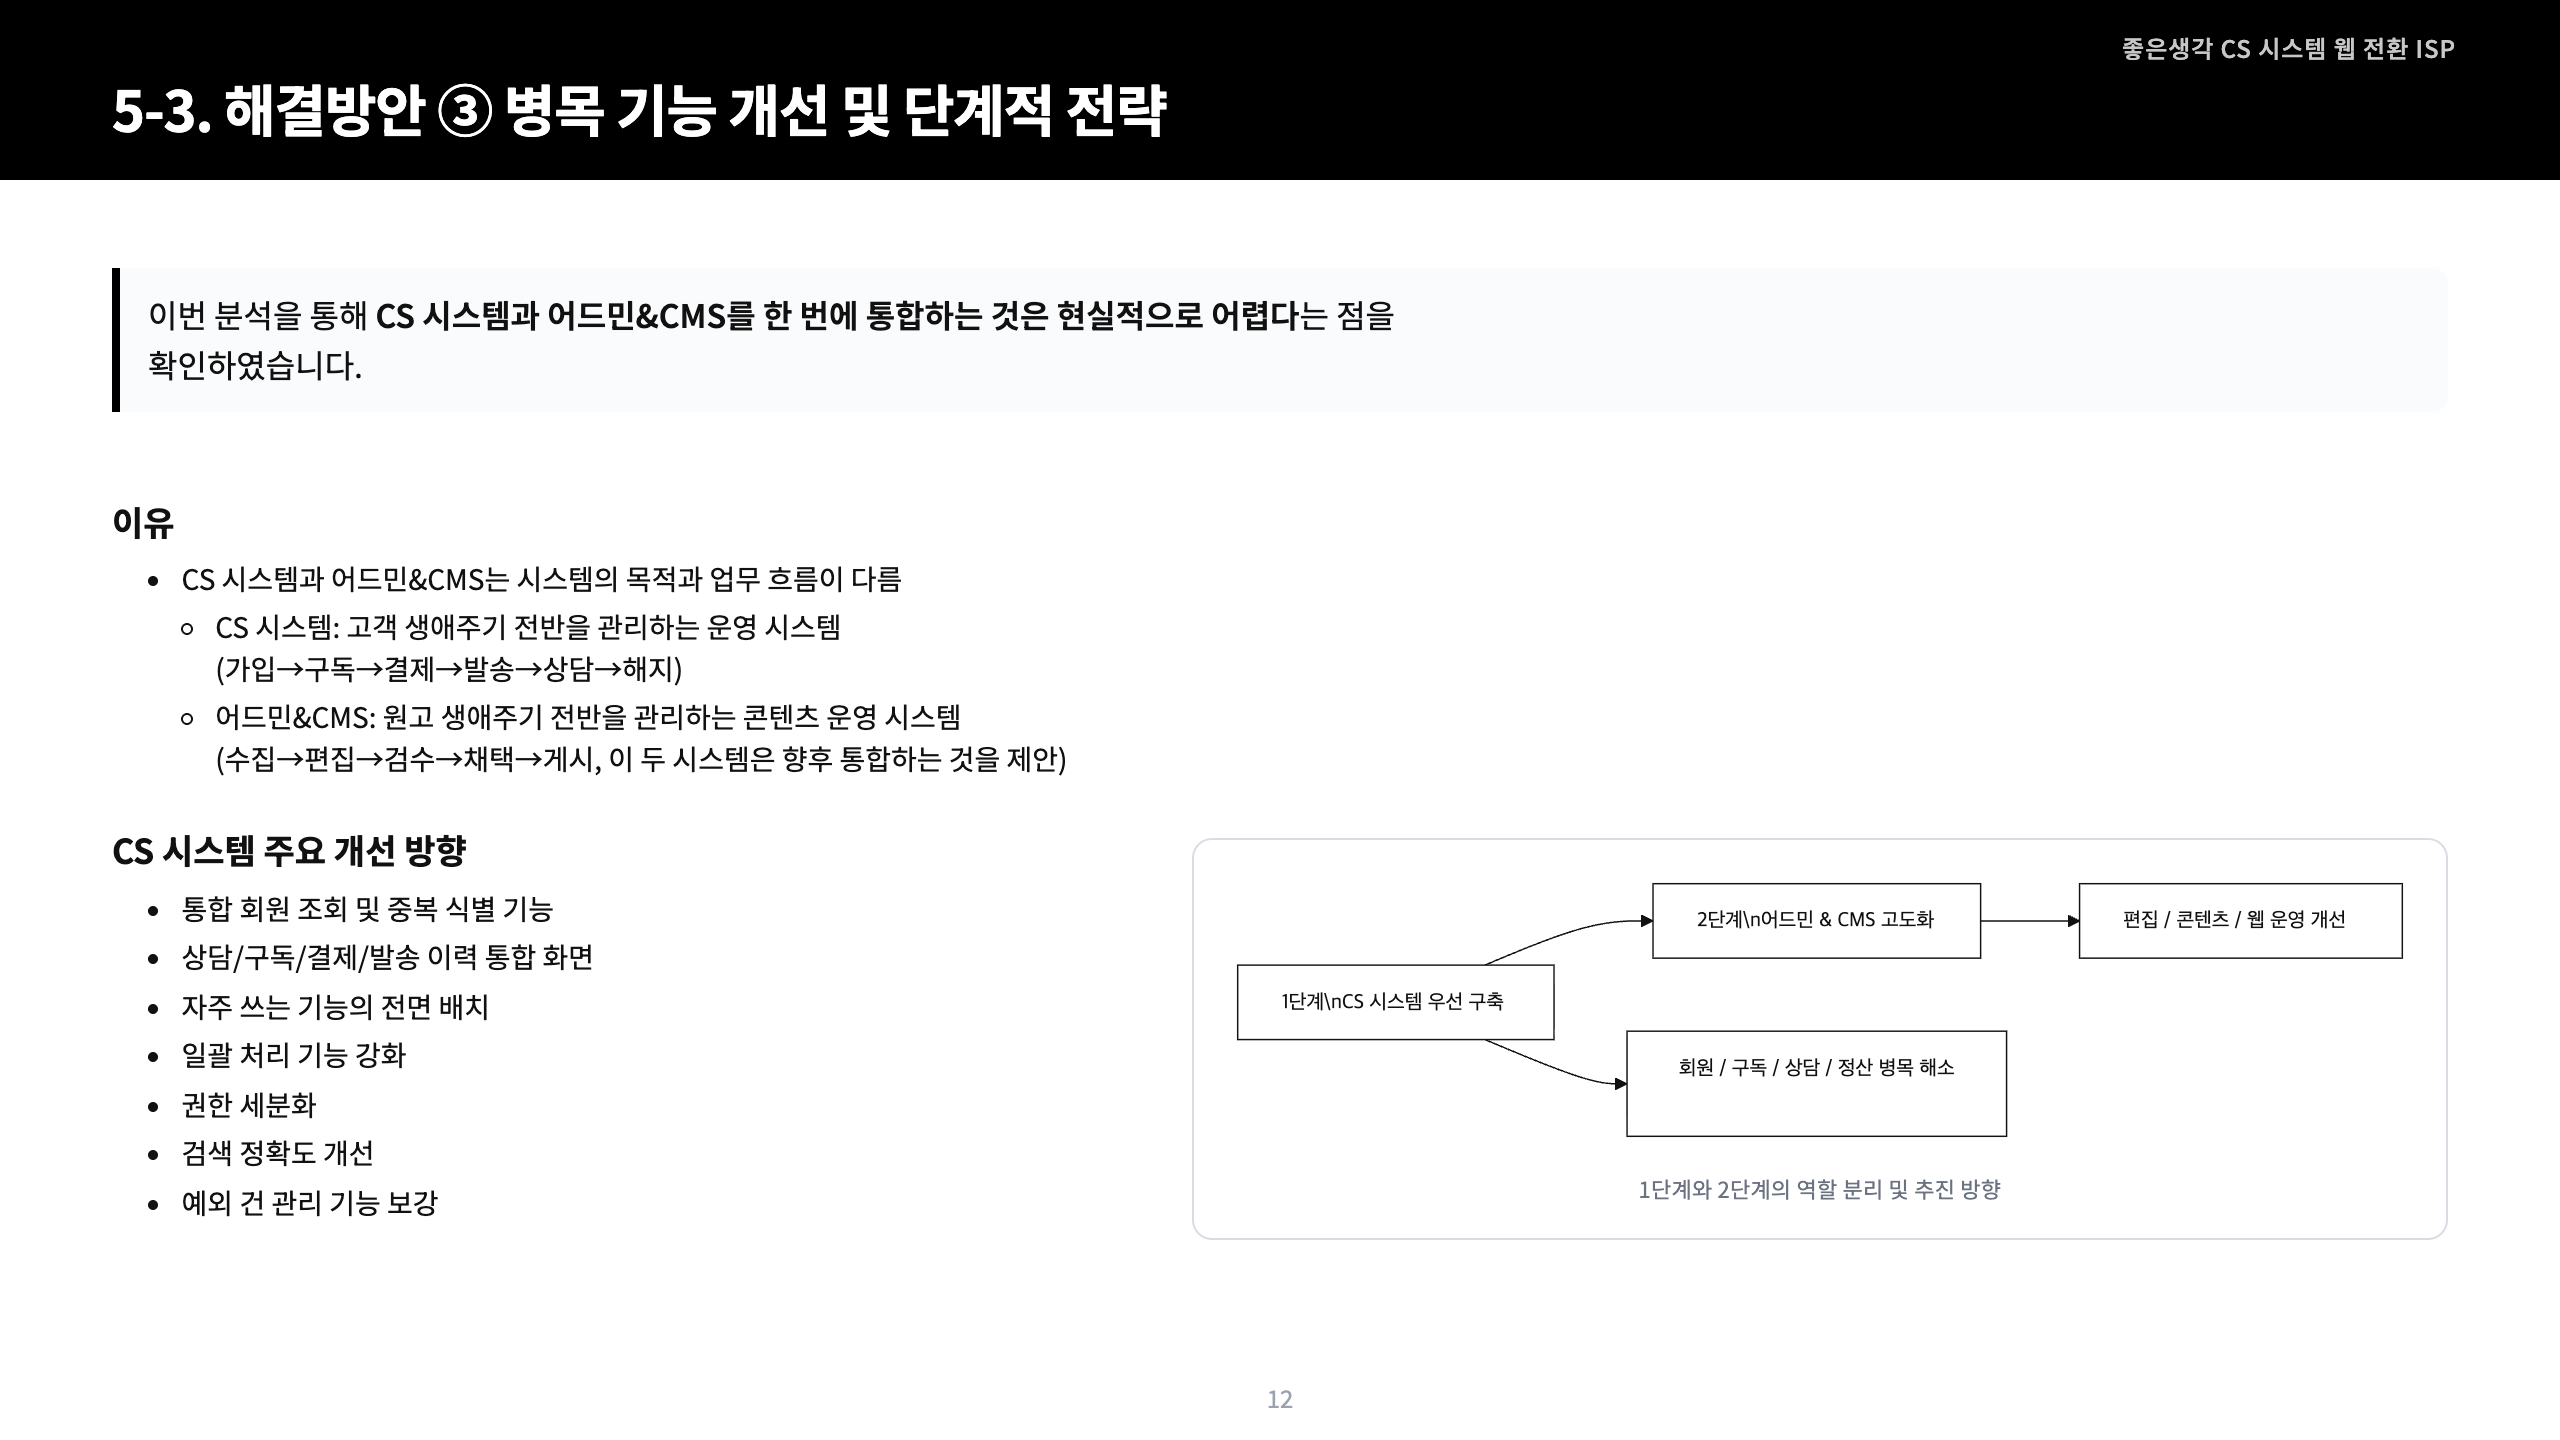 좋은생각 CS 시스템 웹 전환 ISP
5-3. 해결방안 ③ 병목 기능 개선 및 단계적 전략
이번 분석을 통해 CS 시스템과 어드민&CMS를 한 번에 통합하는 것은 현실적으로 어렵다는 점을
확인하였습니다.
이유
• CS 시스템과 어드민&CMS는 시스템의 목적과 업무 흐름이 다름
◦ CS 시스템: 고객 생애주기 전반을 관리하는 운영 시스템
(가입→구독→결제→발송→상담→해지)
◦ 어드민&CMS: 원고 생애주기 전반을 관리하는 콘텐츠 운영 시스템
(수집→편집→검수→채택→게시, 이 두 시스템은 향후 통합하는 것을 제안)
CS 시스템 주요 개선 방향
• 통합 회원 조회 및 중복 식별 기능
• 상담/구독/결제/발송 이력 통합 화면
• 자주 쓰는 기능의 전면 배치
• 일괄 처리 기능 강화
• 권한 세분화
• 검색 정확도 개선
• 예외 건 관리 기능 보강
1단계\nCS 시스템 우선 구축
2단계\n어드민 & CMS 고도화
편집 / 콘텐츠 / 웹 운영 개선
회원 / 구독 / 상담 / 정산 병목 해소
1단계와 2단계의 역할 분리 및 추진 방향
12